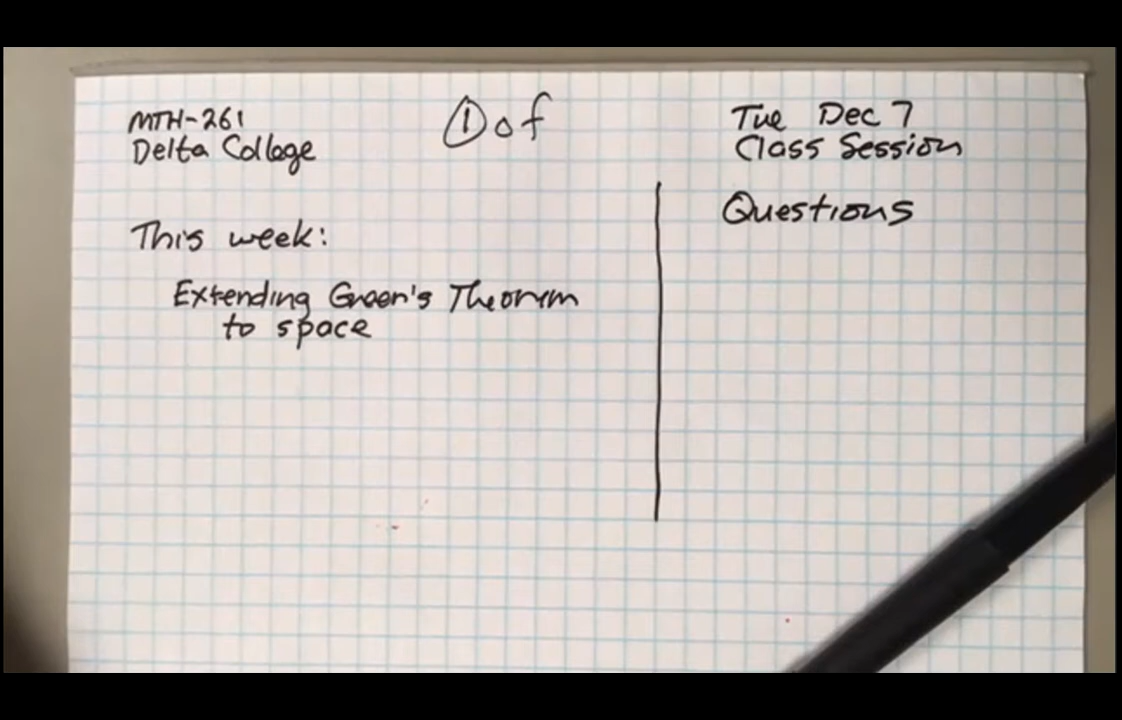 MTH-261
Delta College
① of
Tue Dec 7
Class Session
This week:
Extending Green's Theorem
to space
Questions